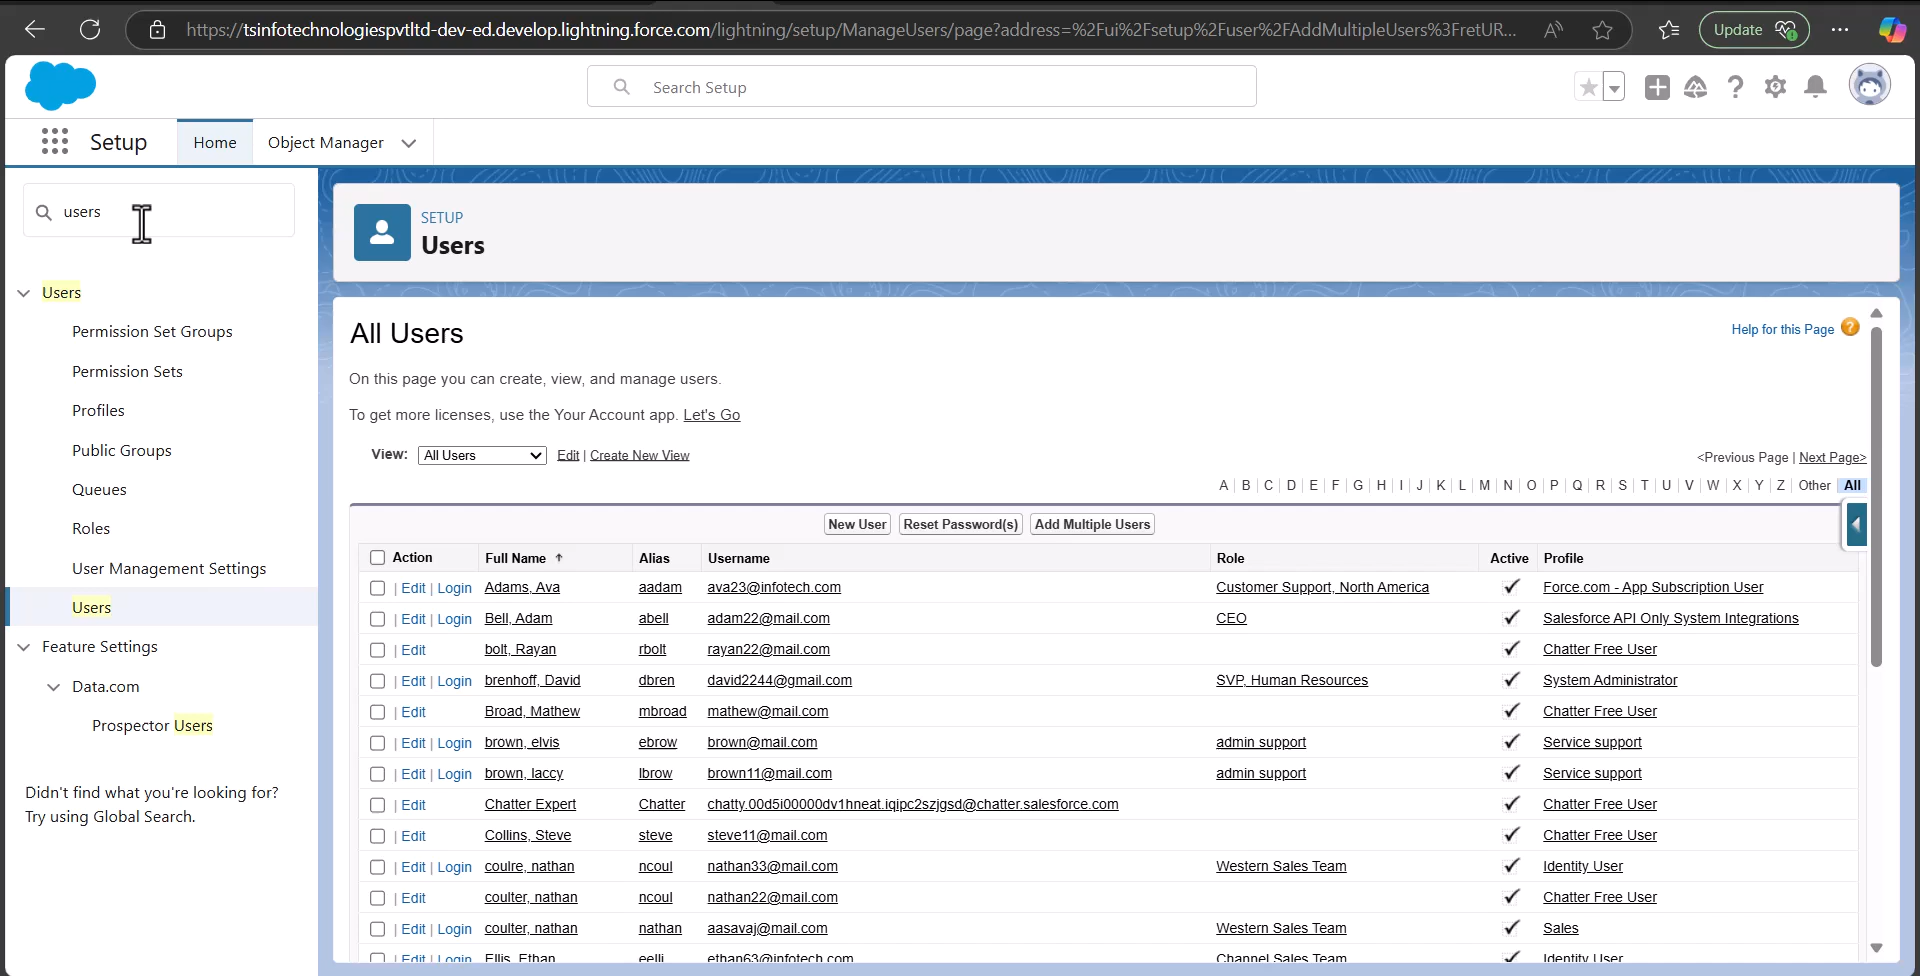 https://tsinfotechnologiespvtltd-dev-ed.develop.lightning.force.com/lightning/setup/ManageUsers/page?address=%2Fui%2Fsetup%2Fuser%2FAddMultipleUsers%3FretUR...
Update
Search Setup
Setup
Home
Object Manager
users
Users
Permission Set Groups
Permission Sets
Profiles
Public Groups
Queues
Roles
User Management Settings
Users
Feature Settings
Data.com
Prospector Users
Didn't find what you're looking for?
Try using Global Search.
SETUP
Users
All Users
Help for this Page ?
On this page you can create, view, and manage users.
To get more licenses, use the Your Account app. Let's Go
View: All Users Edit | Create New View
<Previous Page | Next Page>
A | B | C | D | E | F | G | H | I | J | K | L | M | N | O | P | Q | R | S | T | U | V | W | X | Y | Z | Other All
New User Reset Password(s) Add Multiple Users
Action Full Name ↑ Alias Username Role Active Profile
| Edit | Login Adams, Ava aadam ava23@infotech.com Customer Support, North America ✓ Force.com - App Subscription User
| Edit | Login Bell, Adam abell adam22@mail.com CEO ✓ Salesforce API Only System Integrations
| Edit bolt, Rayan rbolt rayan22@mail.com ✓ Chatter Free User
| Edit | Login brenhoff, David dbren david2244@gmail.com SVP, Human Resources ✓ System Administrator
| Edit Broad, Mathew mbroad mathew@mail.com ✓ Chatter Free User
| Edit | Login brown, elvis ebrow brown@mail.com admin support ✓ Service support
| Edit | Login brown, laccy lbrow brown11@mail.com admin support ✓ Service support
| Edit Chatter Expert Chatter chatty.00d5i00000dv1hneat.iqipc2szjgsd@chatter.salesforce.com ✓ Chatter Free User
| Edit Collins, Steve steve steve11@mail.com ✓ Chatter Free User
| Edit | Login coulre, nathan ncoul nathan33@mail.com Western Sales Team ✓ Identity User
| Edit coulter, nathan ncoul nathan22@mail.com ✓ Chatter Free User
| Edit | Login coulter, nathan nathan aasavaj@mail.com Western Sales Team ✓ Sales
| Edit | Login Ellis, Ethan eelli ethan63@infotech.com Channel Sales Team ✓ Identity User